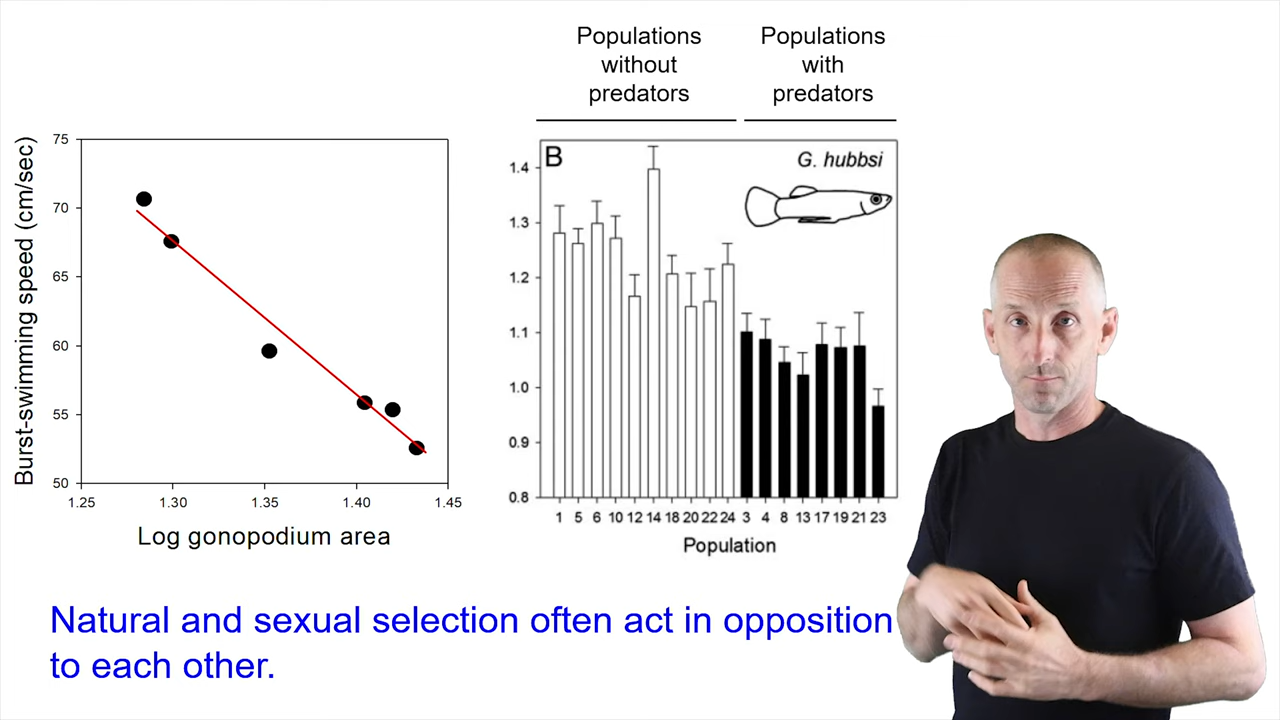 Populations
without
predators
Populations
with
predators
Burst-swimming speed (cm/sec)
75
70
65
60
55
50
1.25
1.30
1.35
1.40
1.45
Log gonopodium area
B
G. hubbsi
1.4
1.3
1.2
1.1
1.0
0.9
0.8
1 5 6 10 12 14 18 20 22 24 3 4 8 13 17 19 21 23
Population
Natural and sexual selection often act in opposition
to each other.